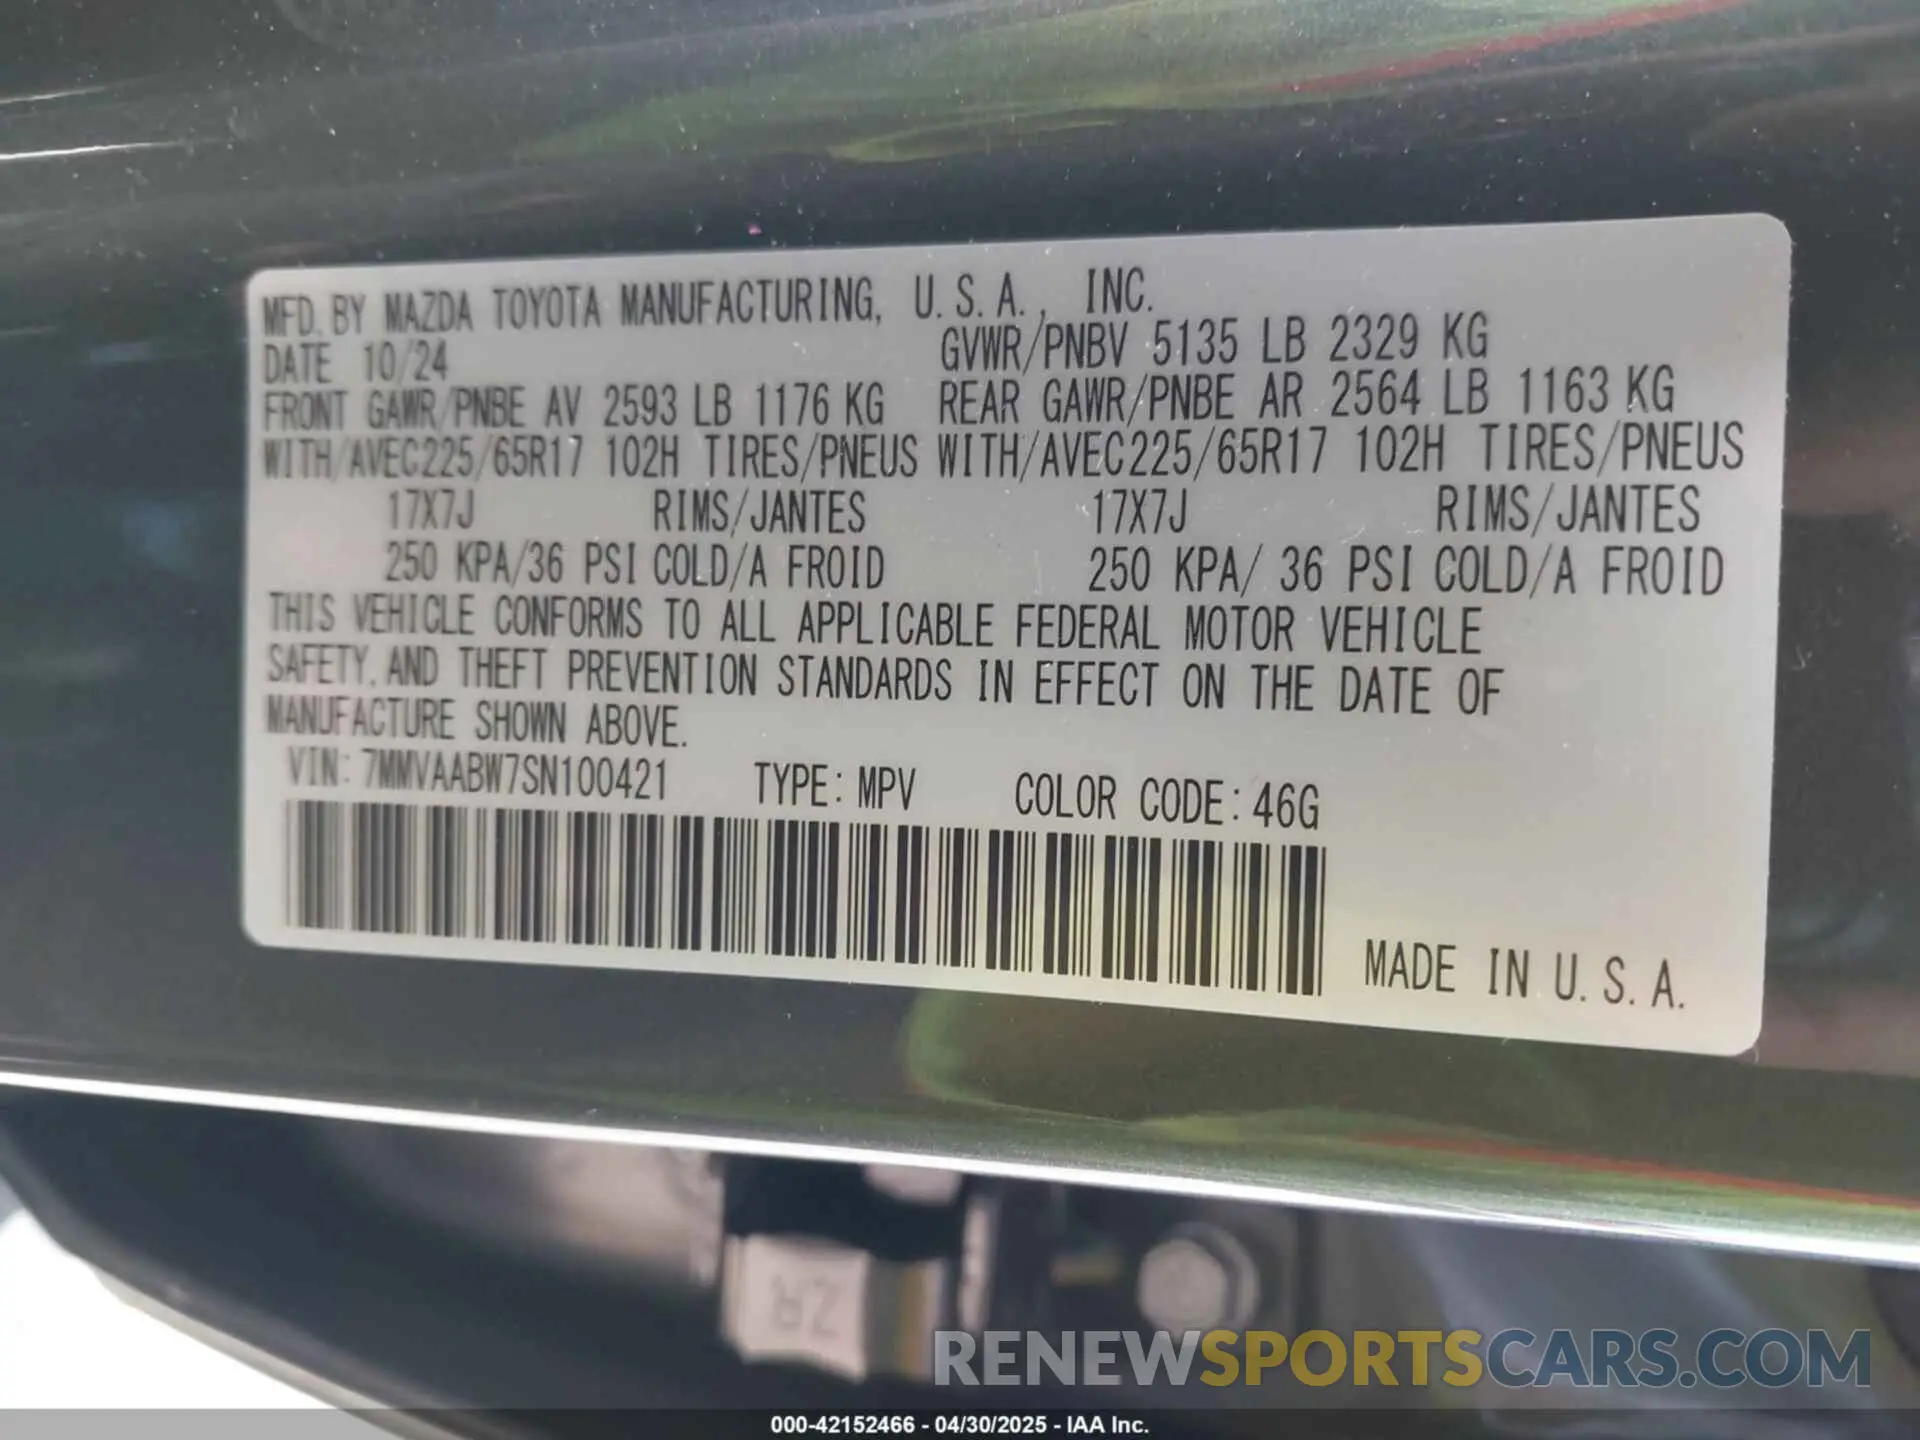 MFD. BY MAZDA TOYOTA MANUFACTURING, U.S.A., INC.
DATE 10/24 GVWR/PNBV 5135 LB 2329 KG
FRONT GAWR/PNBE AV 2593 LB 1176 KG REAR GAWR/PNBE AR 2564 LB 1163 KG
WITH/AVEC225/65R17 102H TIRES/PNEUS WITH/AVEC225/65R17 102H TIRES/PNEUS
17X7J RIMS/JANTES 17X7J RIMS/JANTES
250 KPA/36 PSI COLD/A FROID 250 KPA/ 36 PSI COLD/A FROID
THIS VEHICLE CONFORMS TO ALL APPLICABLE FEDERAL MOTOR VEHICLE
SAFETY, AND THEFT PREVENTION STANDARDS IN EFFECT ON THE DATE OF
MANUFACTURE SHOWN ABOVE.
VIN: 7MMVAABW7SN100421 TYPE: MPV COLOR CODE: 46G
MADE IN U.S.A.
RENEWSPORTSCARS.COM
000-42152466 - 04/30/2025 - IAA Inc.